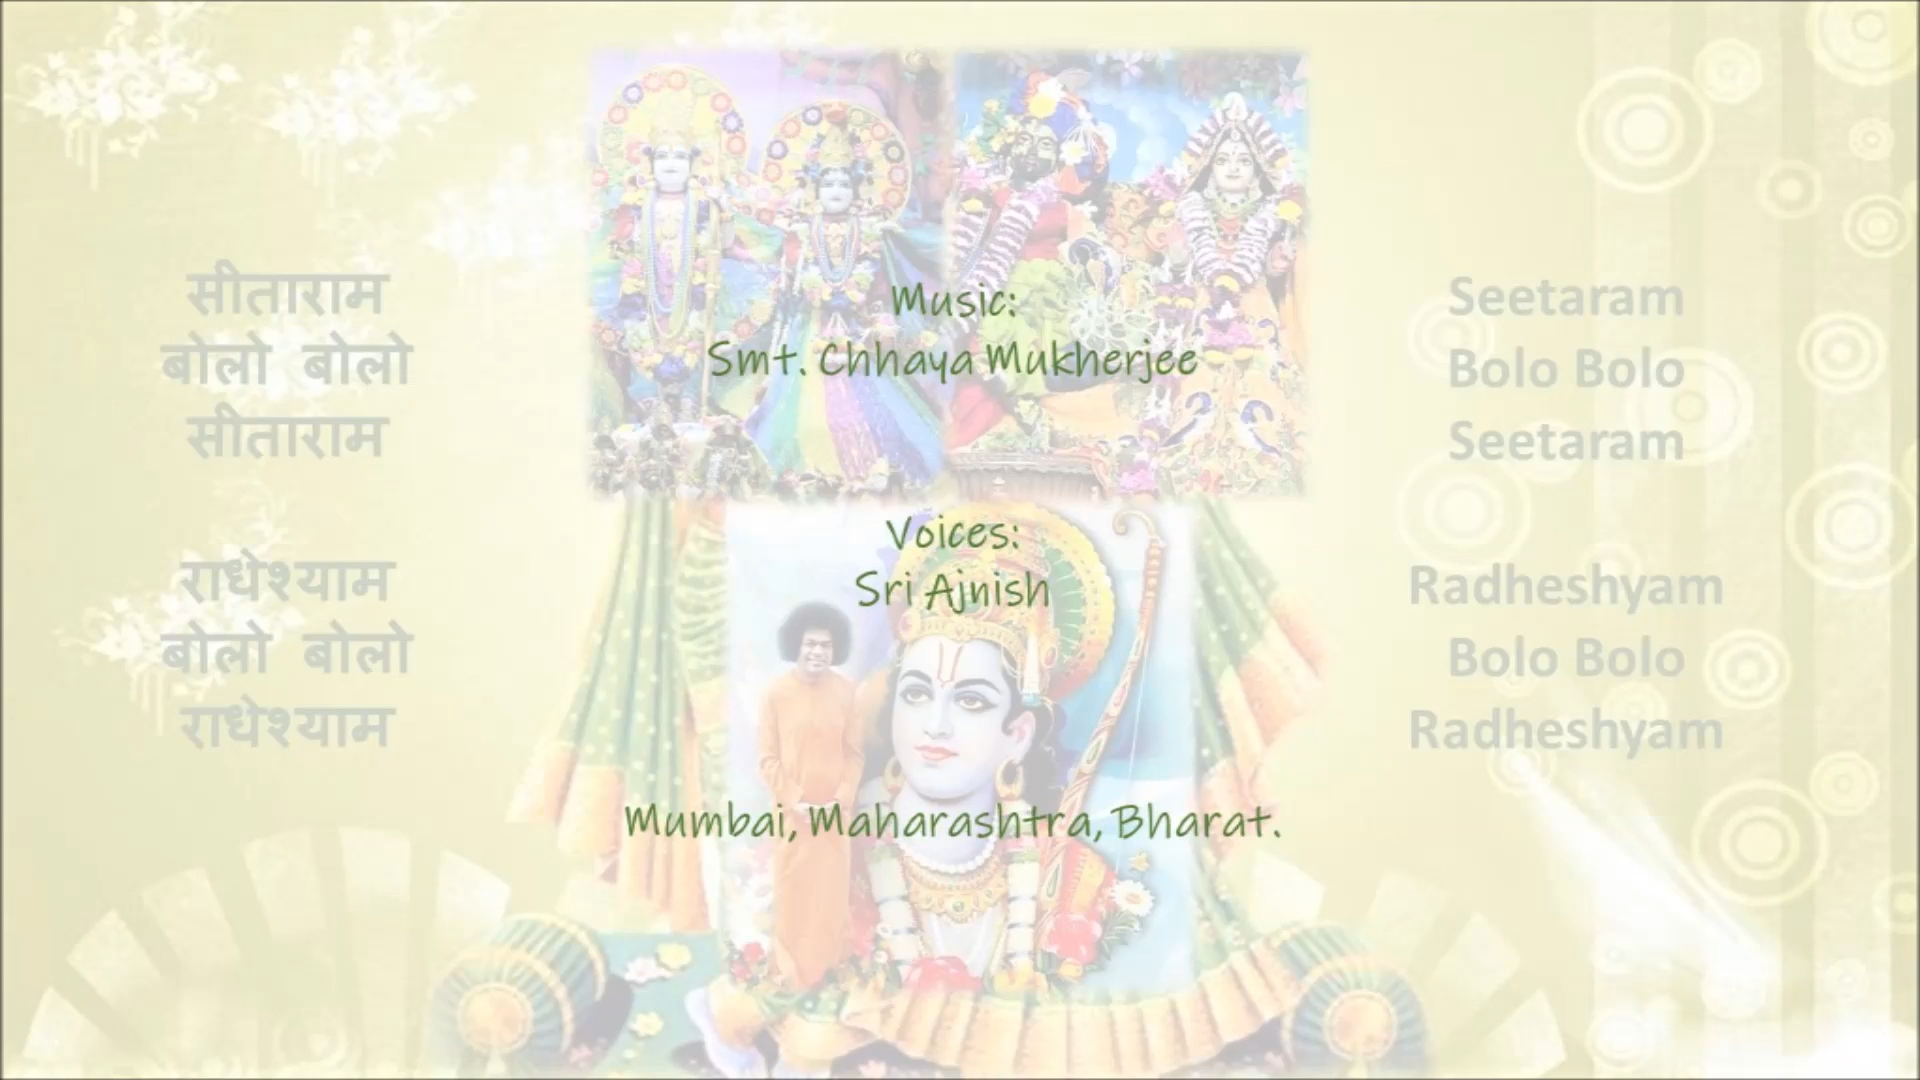 सीताराम
बोलो बोलो
सीताराम
राधेश्याम
बोलो बोलो
राधेश्याम
Music:
Smt. Chhaya Mukherjee
Voices:
Sri Ajnish
Mumbai, Maharashtra, Bharat.
Seetaram
Bolo Bolo
Seetaram
Radheshyam
Bolo Bolo
Radheshyam